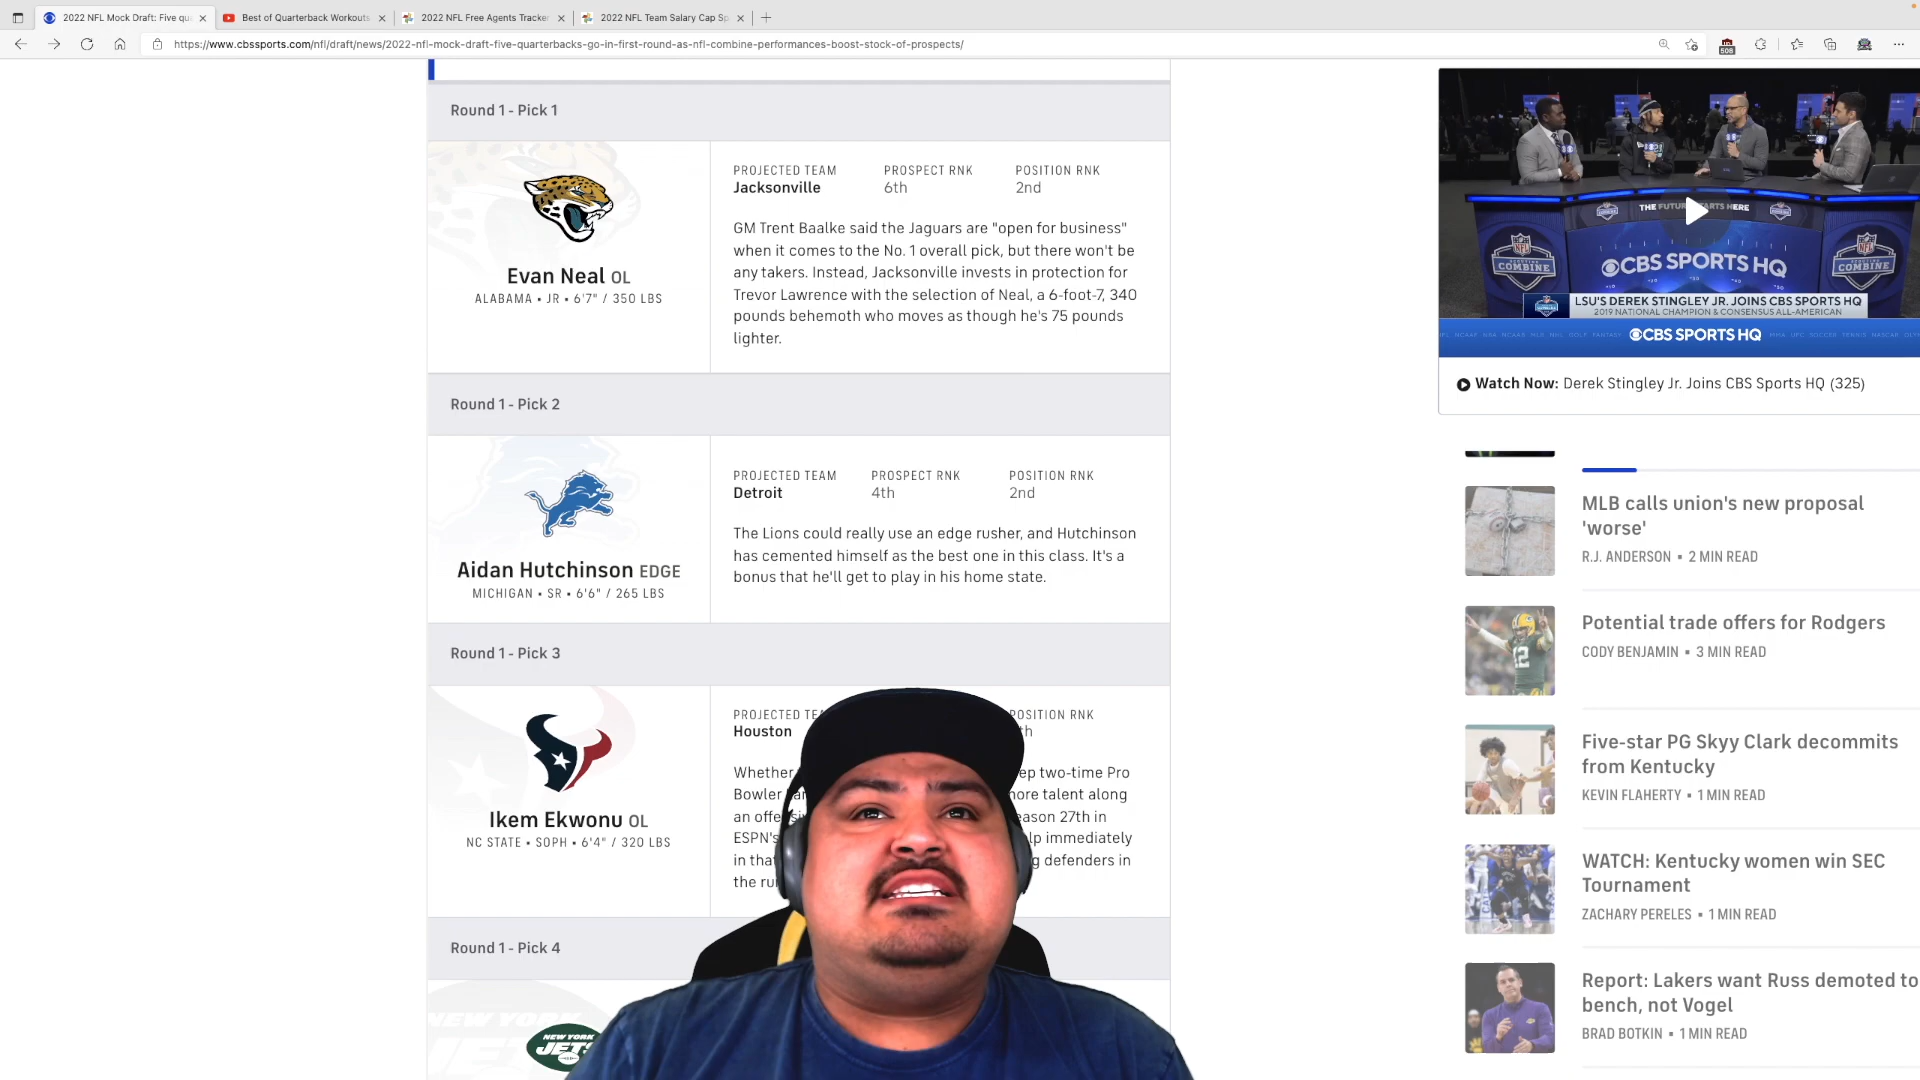 2022 NFL Mock Draft: Five qua
Best of Quarterback Workouts
2022 NFL Free Agents Tracker
2022 NFL Team Salary Cap Sp
https://www.cbssports.com/nfl/draft/news/2022-nfl-mock-draft-five-quarterbacks-go-in-first-round-as-nfl-combine-performances-boost-stock-of-prospects/
508
Round 1 - Pick 1
PROJECTED TEAM PROSPECT RNK POSITION RNK
Jacksonville 6th 2nd
Evan Neal OL
ALABAMA • JR • 6'7" / 350 LBS
GM Trent Baalke said the Jaguars are "open for business"
when it comes to the No. 1 overall pick, but there won't be
any takers. Instead, Jacksonville invests in protection for
Trevor Lawrence with the selection of Neal, a 6-foot-7, 340
pounds behemoth who moves as though he's 75 pounds
lighter.
Round 1 - Pick 2
PROJECTED TEAM PROSPECT RNK POSITION RNK
Detroit 4th 2nd
Aidan Hutchinson EDGE
MICHIGAN • SR • 6'6" / 265 LBS
The Lions could really use an edge rusher, and Hutchinson
has cemented himself as the best one in this class. It's a
bonus that he'll get to play in his home state.
Round 1 - Pick 3
PROJECTED POSITION RNK
Houston
Ikem Ekwonu OL
NC STATE • SOPH • 6'4" / 320 LBS
Whether two-time Pro
Bowler talent along
an 27th in
ESPN's immediately
in defenders in
the
Round 1 - Pick 4
NEW YORK
JETS
THE FUTURE STARTS HERE
NFL
COMBINE
CBS SPORTS HQ
NFL
COMBINE
LSU'S DEREK STINGLEY JR. JOINS CBS SPORTS HQ
2019 NATIONAL CHAMPION & CONSENSUS ALL-AMERICAN
CBS SPORTS HQ
Watch Now: Derek Stingley Jr. Joins CBS Sports HQ (325)
MLB calls union's new proposal
'worse'
R.J. ANDERSON • 2 MIN READ
Potential trade offers for Rodgers
CODY BENJAMIN • 3 MIN READ
Five-star PG Skyy Clark decommits
from Kentucky
KEVIN FLAHERTY • 1 MIN READ
WATCH: Kentucky women win SEC
Tournament
ZACHARY PERELES • 1 MIN READ
Report: Lakers want Russ demoted to
bench, not Vogel
BRAD BOTKIN • 1 MIN READ